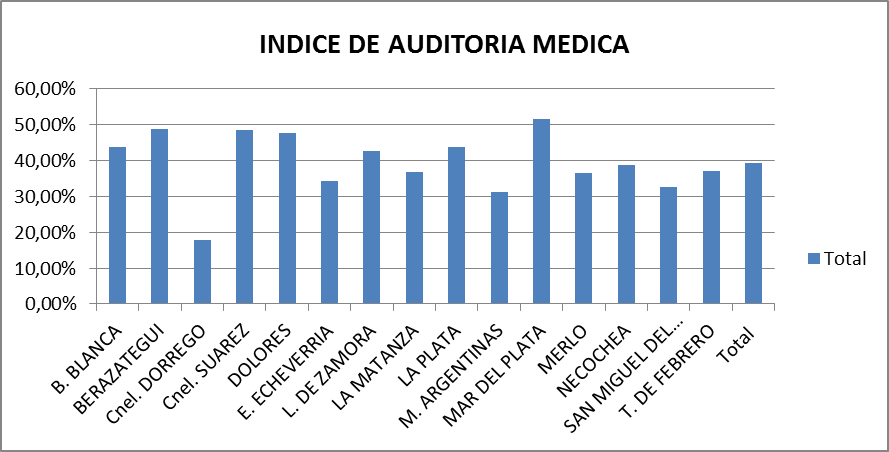 INDICE DE AUDITORIA MEDICA
60,00%
50,00%
40,00%
30,00%
20,00%
10,00%
0,00%
B. BLANCA
BERAZATEGUI
Cnel. DORREGO
Cnel. SUAREZ
DOLORES
E. ECHEVERRIA
L. DE ZAMORA
LA MATANZA
LA PLATA
M. ARGENTINAS
MAR DEL PLATA
MERLO
NECOCHEA
SAN MIGUEL DEL...
T. DE FEBRERO
Total
Total